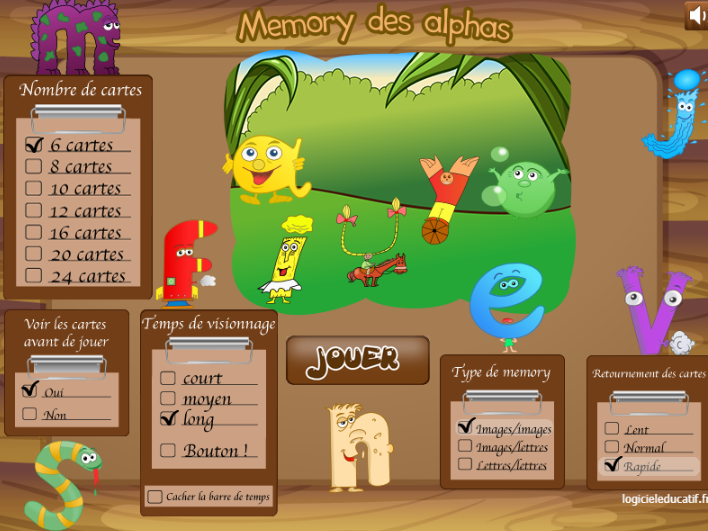 Memory des alphas
Nombre de cartes
6 cartes
8 cartes
10 cartes
12 cartes
16 cartes
20 cartes
24 cartes
Voir les cartes
avant de jouer
Oui
Non
Temps de visionnage
court
moyen
long
Bouton !
Cacher la barre de temps
JOUER
Type de memory
Images/images
Images/lettres
Lettres/lettres
Retournement des cartes
Lent
Normal
Rapide
logicieleducatif.fr